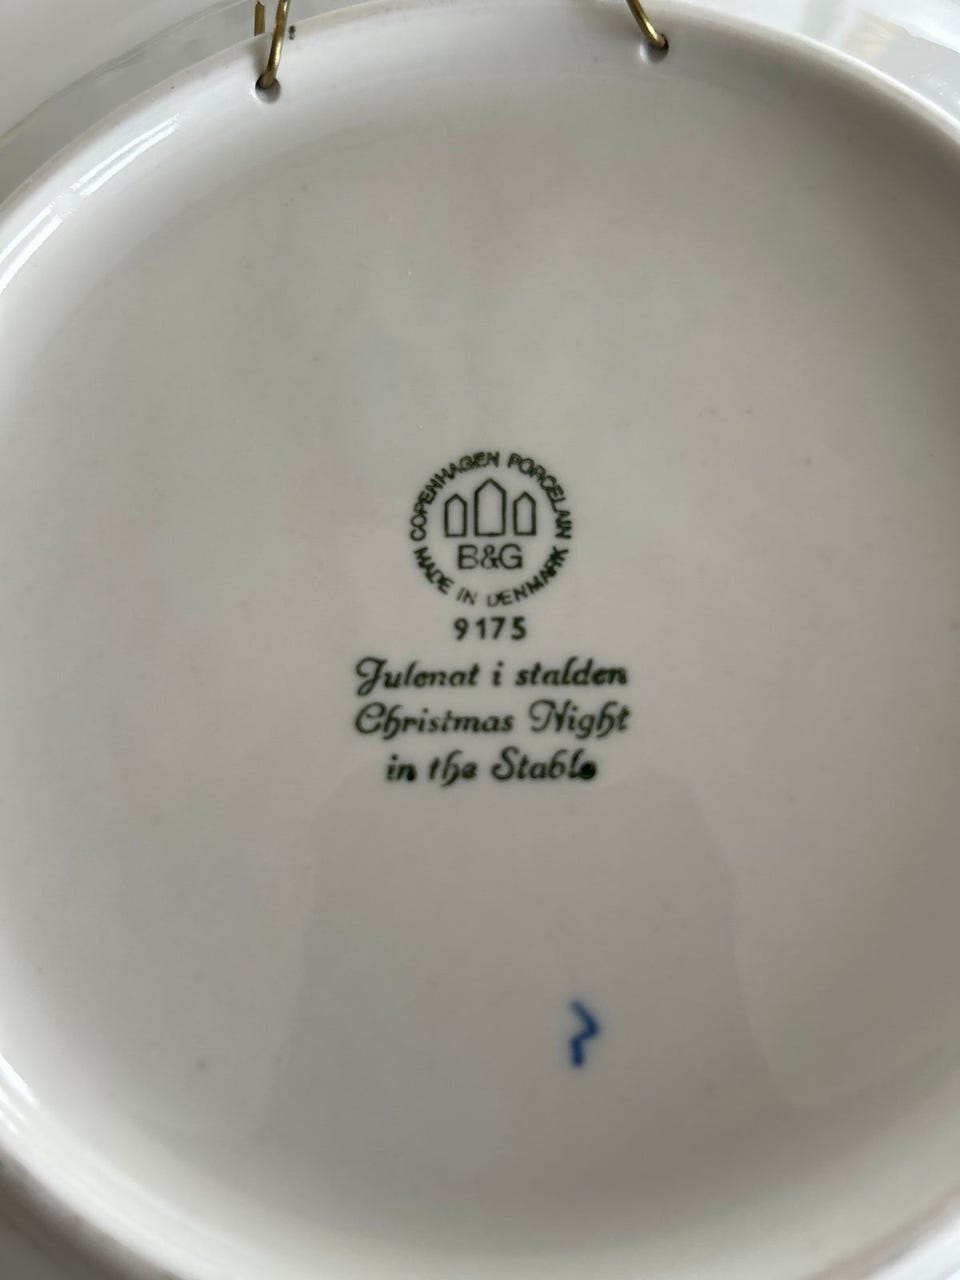 COPENHAGEN PORCELAIN
B&G
MADE IN DENMARK
9175
Julenat i stalden
Christmas Night
in the Stable